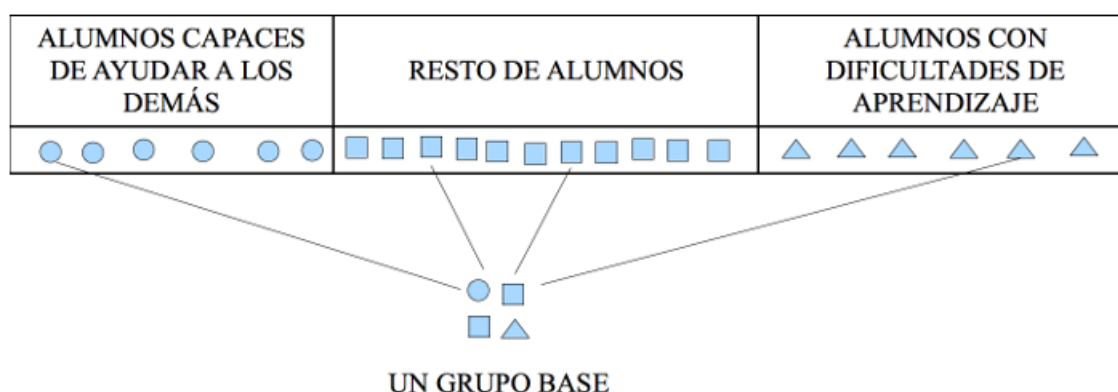 ALUMNOS CAPACES
DE AYUDAR A LOS
DEMÁS
RESTO DE ALUMNOS
ALUMNOS CON
DIFICULTADES DE
APRENDIZAJE
UN GRUPO BASE